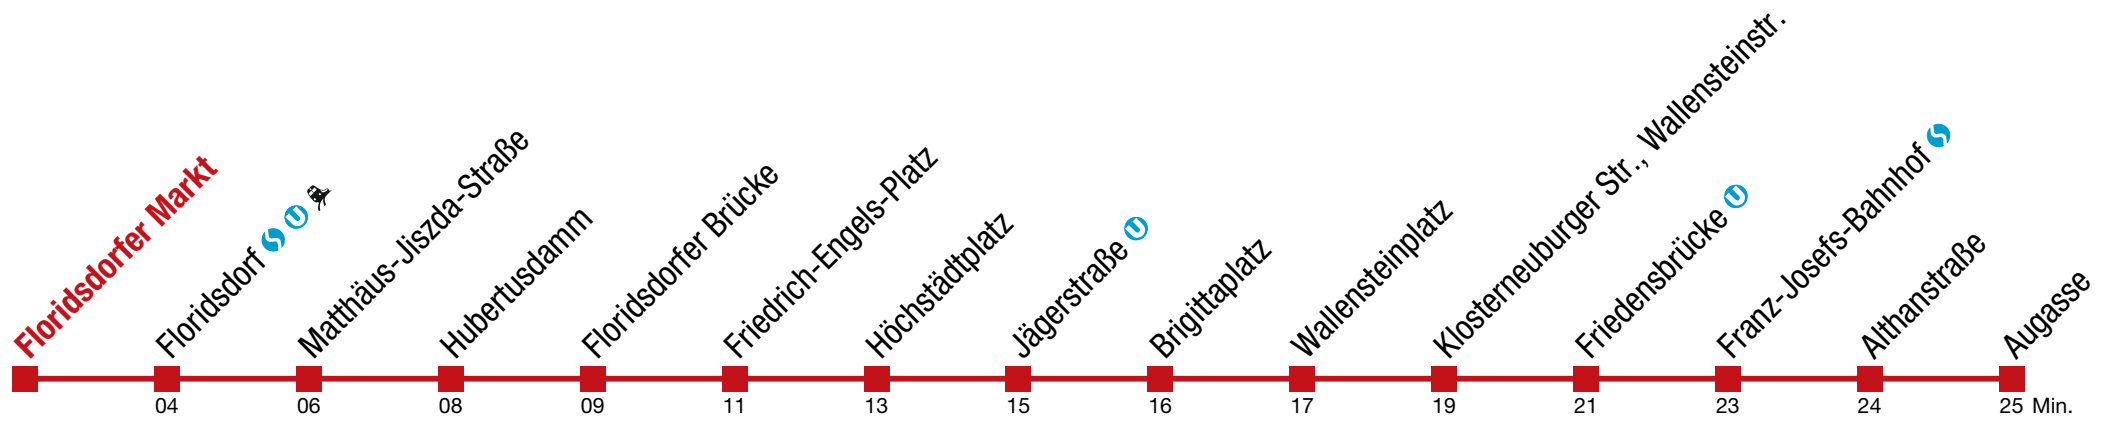 Floridsdorfer Markt
Floridsdorf
Matthäus-Jiszda-Straße
Hubertusdamm
Floridsdorfer Brücke
Friedrich-Engels-Platz
Höchstädtplatz
Jägerstraße
Brigittaplatz
Wallensteinplatz
Klosterneuburger Str., Wallensteinstr.
Friedensbrücke
Franz-Josefs-Bahnhof
Althanstraße
Augasse
04 06 08 09 11 13 15 16 17 19 21 23 24 25 Min.